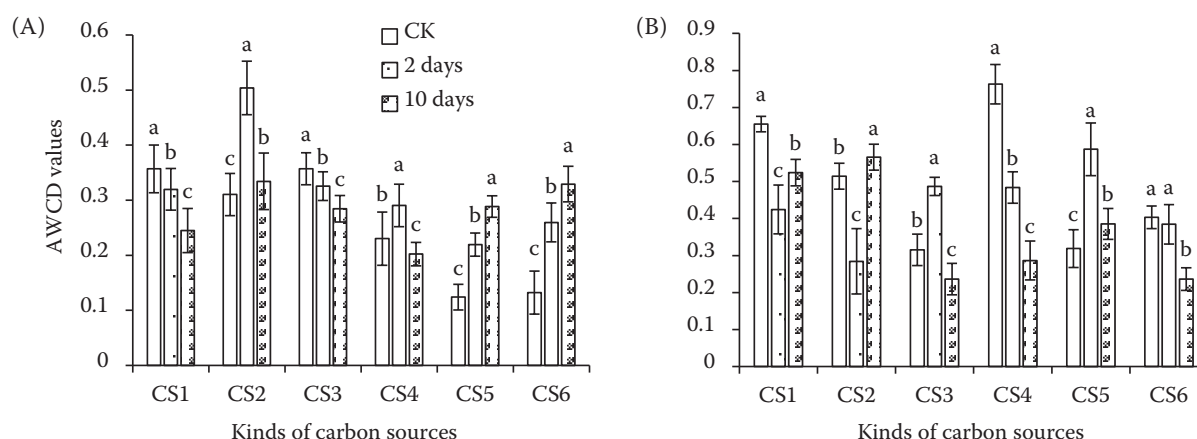 (A)
0.6
0.5
0.4
0.3
0.2
0.1
0
AWCD values
CK
2 days
10 days
a b c
c a b
a b c
b a c
c b a
c b a
CS1 CS2 CS3 CS4 CS5 CS6
Kinds of carbon sources
(B)
0.9
0.8
0.7
0.6
0.5
0.4
0.3
0.2
0.1
0
a c b
b c a
b a c
a b c
c a b
a a b
CS1 CS2 CS3 CS4 CS5 CS6
Kinds of carbon sources